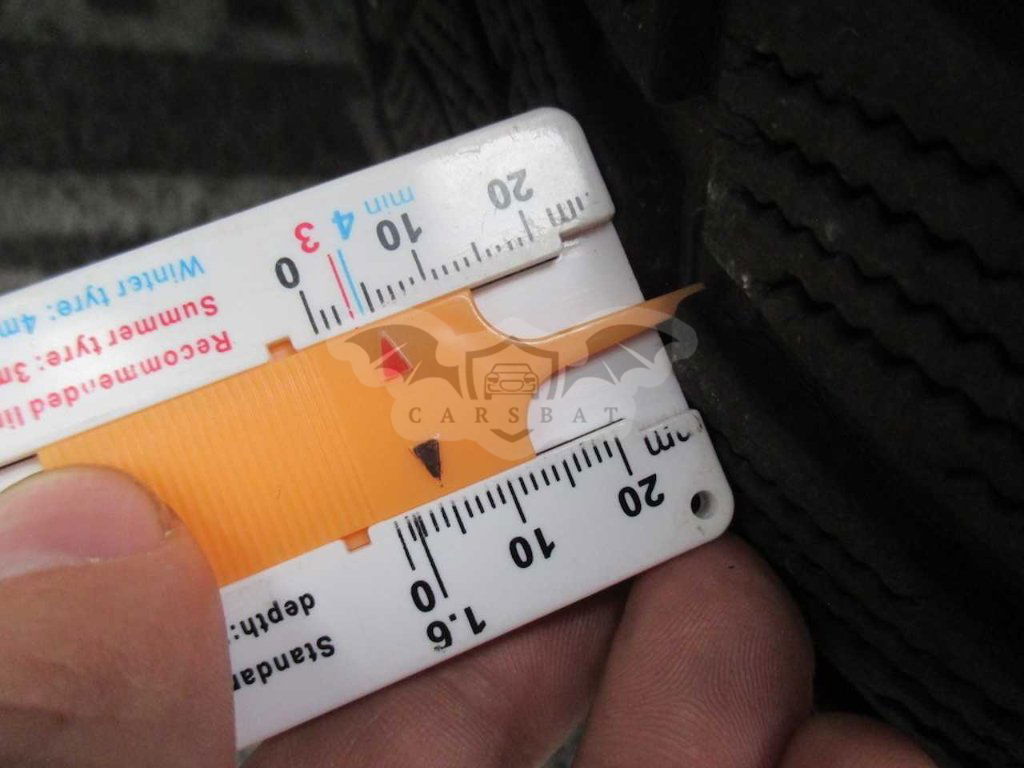 Recommended li
Summer tyre: 3m
Winter tyre: 4m
0 3 4 min 10 20 mm
CARSBAT
0 10 20 mm
1.6
Standar
depth: